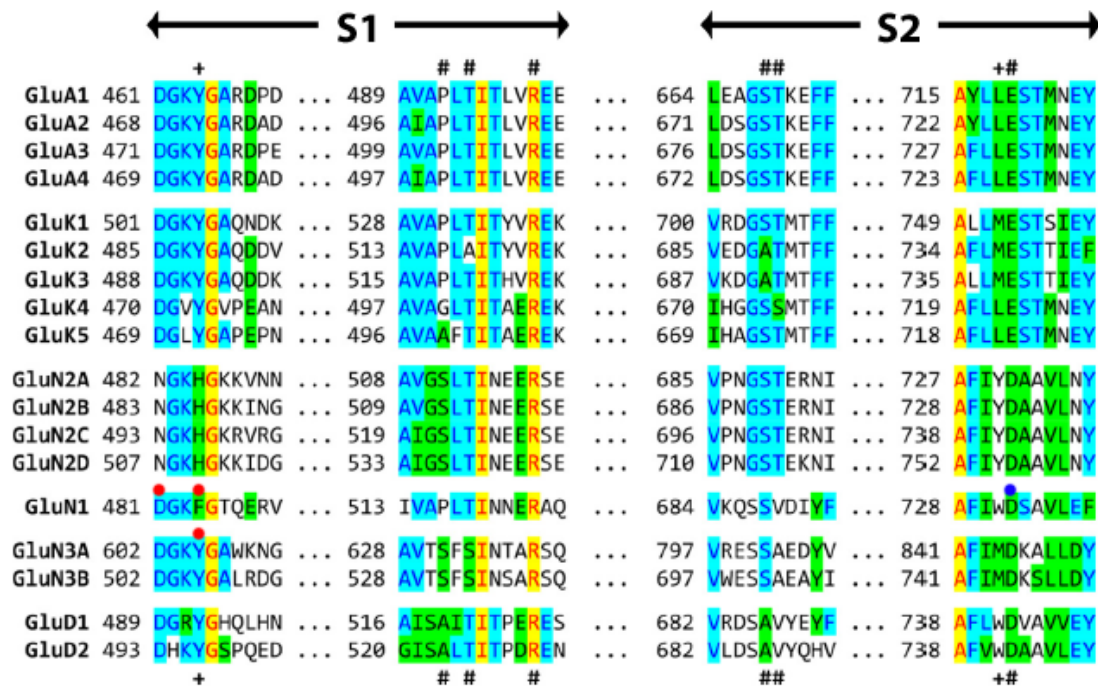 S1 S2
+ # # # ## +#
GluA1 461 DGKYGARDPD ... 489 AVAPLTITLVREE ... 664 LEAGSTKEFF ... 715 AYLLESTMNEY
GluA2 468 DGKYGARDAD ... 496 AIAPLTITLVREE ... 671 LDSGSTKEFF ... 722 AYLLESTMNEY
GluA3 471 DGKYGARDPE ... 499 AVAPLTITLVREE ... 676 LDSGSTKEFF ... 727 AFLLESTMNEY
GluA4 469 DGKYGARDAD ... 497 AIAPLTITLVREE ... 672 LDSGSTKEFF ... 723 AFLLESTMNEY
GluK1 501 DGKYGAQNDK ... 528 AVAPLTITYVREK ... 700 VRDGSTMTFF ... 749 ALLMESTSIEY
GluK2 485 DGKYGAQDDV ... 513 AVAPLAITYVREK ... 685 VEDGATMTFF ... 734 AFLMESTTIEF
GluK3 488 DGKYGAQDDK ... 515 AVAPLTITHVREK ... 687 VKDGATMTFF ... 735 ALLMESTTIEY
GluK4 470 DGVYGVPEAN ... 497 AVAGLTITAEREK ... 670 IHGGSSMTFF ... 719 AFLLESTMNEY
GluK5 469 DGLYGAPEPN ... 496 AVAAFTITAEREK ... 669 IHAGSTMTFF ... 718 AFLLESTMNEY
GluN2A 482 NGKHGKKVNN ... 508 AVGSLTINEERSE ... 685 VPNGSTERNI ... 727 AFIYDAAVLNY
GluN2B 483 NGKHGKKING ... 509 AVGSLTINEERSE ... 686 VPNGSTERNI ... 728 AFIYDAAVLNY
GluN2C 493 NGKHGKRVRG ... 519 AIGSLTINEERSE ... 696 VPNGSTERNI ... 738 AFIYDAAVLNY
GluN2D 507 NGKHGKKIDG ... 533 AIGSLTINEERSE ... 710 VPNGSTEKNI ... 752 AFIYDAAVLNY
GluN1 481 DGKFGTQERV ... 513 IVAPLTINNERAQ ... 684 VKQSSVDIYF ... 728 AFIWDSAVLEF
GluN3A 602 DGKYGAWKNG ... 628 AVTSFSINTARSQ ... 797 VRESSAEDYV ... 841 AFIMDKALLDY
GluN3B 502 DGKYGALRDG ... 528 AVTSFSINSARSQ ... 697 VWESSAEAYI ... 741 AFIMDKSLLDY
GluD1 489 DGRYGHQLHN ... 516 AISAITITPERES ... 682 VRDSAVYEYF ... 738 AFLWDVAVVEY
GluD2 493 DHKYGSPQED ... 520 GISALTITPDREN ... 682 VLDSAVYQHV ... 738 AFVWDAAVLEY
+ # # # ## +#